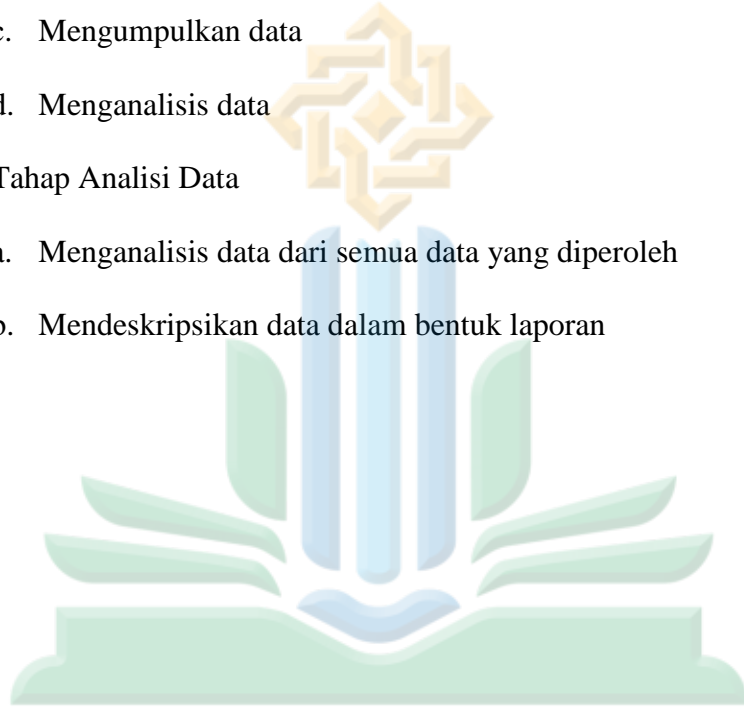 c. Mengumpulkan data
d. Menganalisis data
Tahap Analisi Data
a. Menganalisis data dari semua data yang diperoleh
b. Mendeskripsikan data dalam bentuk laporan